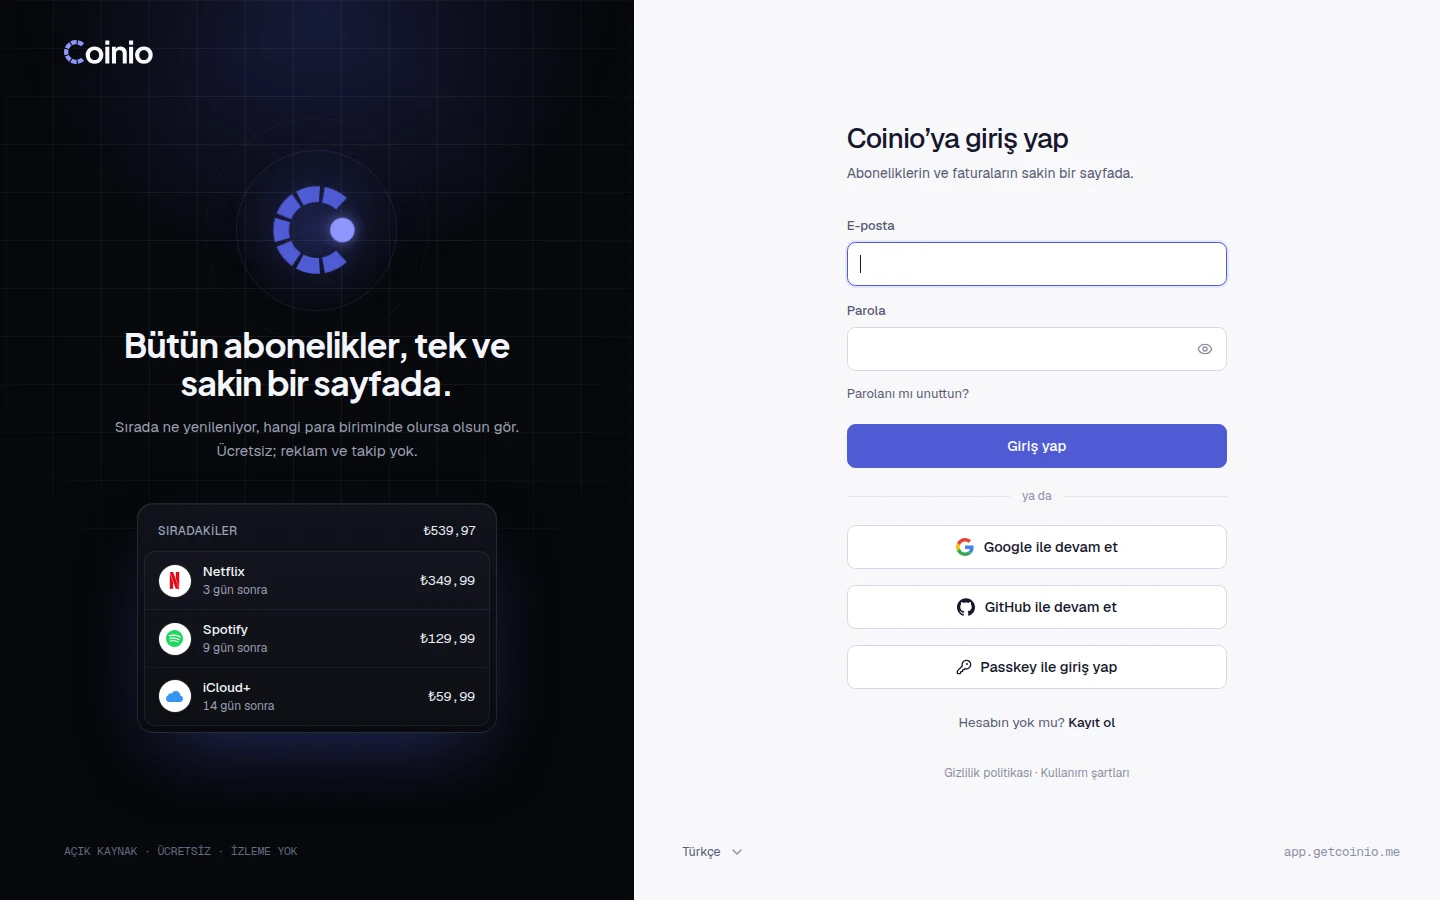 Coinio
Bütün abonelikler, tek ve
sakin bir sayfada.
Sırada ne yenileniyor, hangi para biriminde olursa olsun gör.
Ücretsiz; reklam ve takip yok.
SIRADAKİLER ₺539,97
Netflix
3 gün sonra
₺349,99
Spotify
9 gün sonra
₺129,99
iCloud+
14 gün sonra
₺59,99
AÇIK KAYNAK · ÜCRETSİZ · İZLEME YOK
Coinio’ya giriş yap
Aboneliklerin ve faturaların sakin bir sayfada.
E-posta
Parola
Parolanı mı unuttun?
Giriş yap
ya da
Google ile devam et
GitHub ile devam et
Passkey ile giriş yap
Hesabın yok mu? Kayıt ol
Gizlilik politikası · Kullanım şartları
Türkçe
app.getcoinio.me